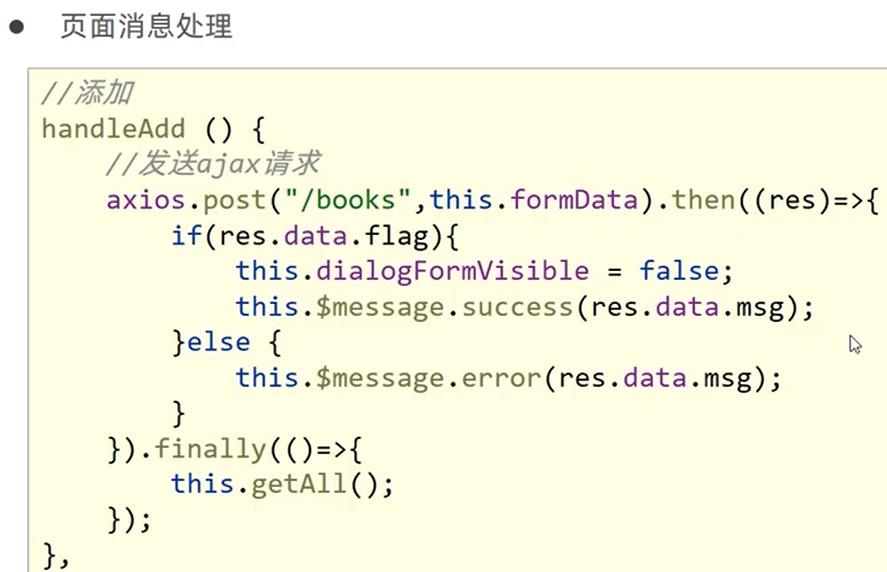 ● 页面消息处理
//添加
handleAdd () {
    //发送ajax请求
    axios.post("/books",this.formData).then((res)=>{
        if(res.data.flag){
            this.dialogFormVisible = false;
            this.$message.success(res.data.msg);
        }else {
            this.$message.error(res.data.msg);
        }
    }).finally(()=>{
        this.getAll();
    });
},